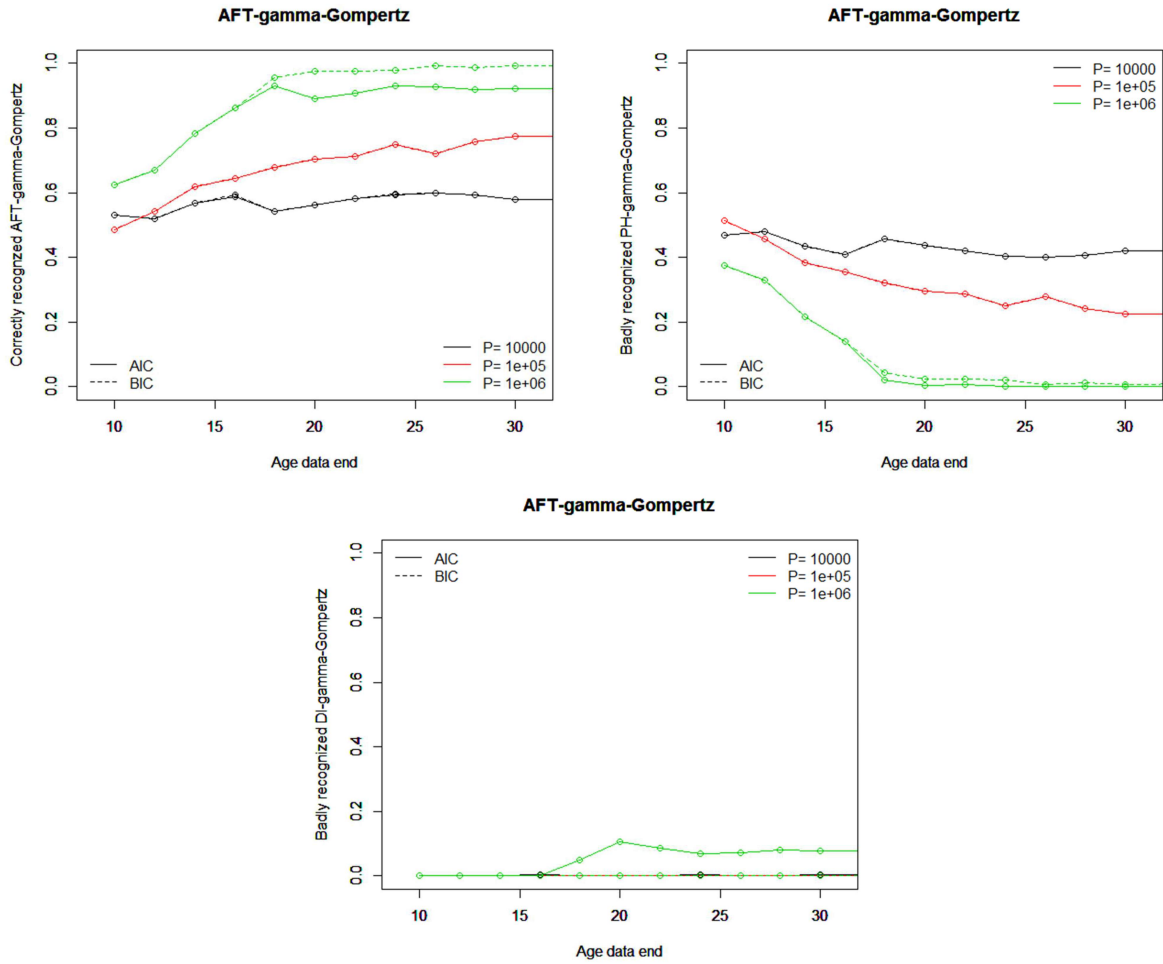 AFT-gamma-Gompertz
Correctly recognized AFT-gamma-Gompertz
0.0 0.2 0.4 0.6 0.8 1.0
AIC
BIC
P= 10000
P= 1e+05
P= 1e+06
10 15 20 25 30
Age data end
AFT-gamma-Gompertz
Badly recognized PH-gamma-Gompertz
0.0 0.2 0.4 0.6 0.8 1.0
P= 10000
P= 1e+05
P= 1e+06
AIC
BIC
10 15 20 25 30
Age data end
AFT-gamma-Gompertz
Badly recognized DI-gamma-Gompertz
0.0 0.2 0.4 0.6 0.8 1.0
AIC
BIC
P= 10000
P= 1e+05
P= 1e+06
10 15 20 25 30
Age data end